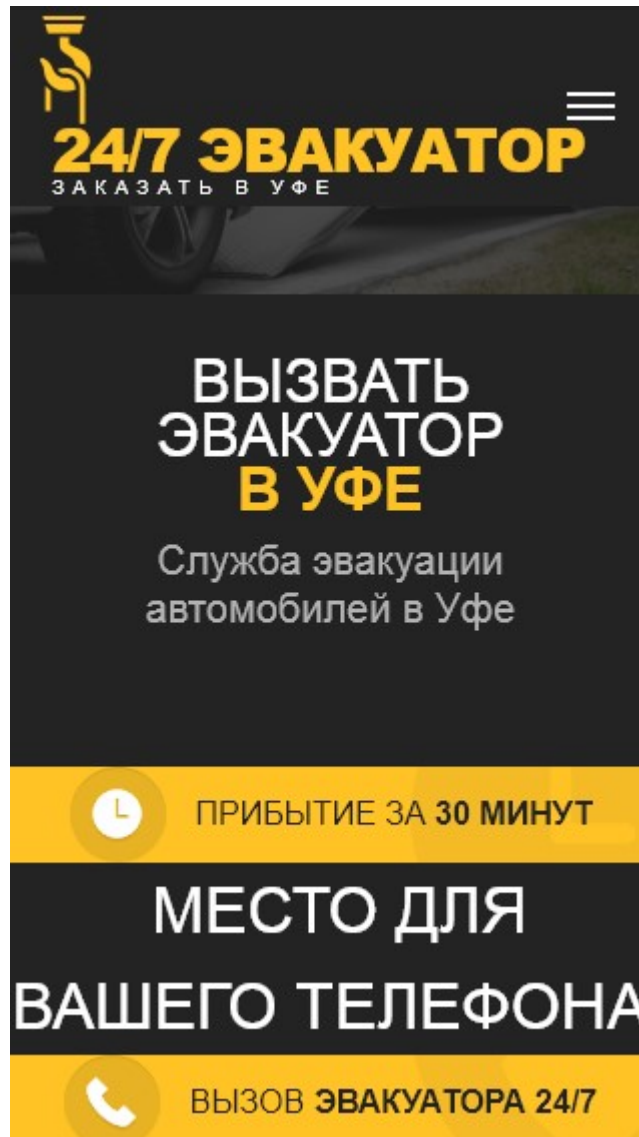 24/7 ЭВАКУАТОР
ЗАКАЗАТЬ В УФЕ
ВЫЗВАТЬ
ЭВАКУАТОР
В УФЕ
Служба эвакуации
автомобилей в Уфе
ПРИБЫТИЕ ЗА 30 МИНУТ
МЕСТО ДЛЯ
ВАШЕГО ТЕЛЕФОНА
ВЫЗОВ ЭВАКУАТОРА 24/7